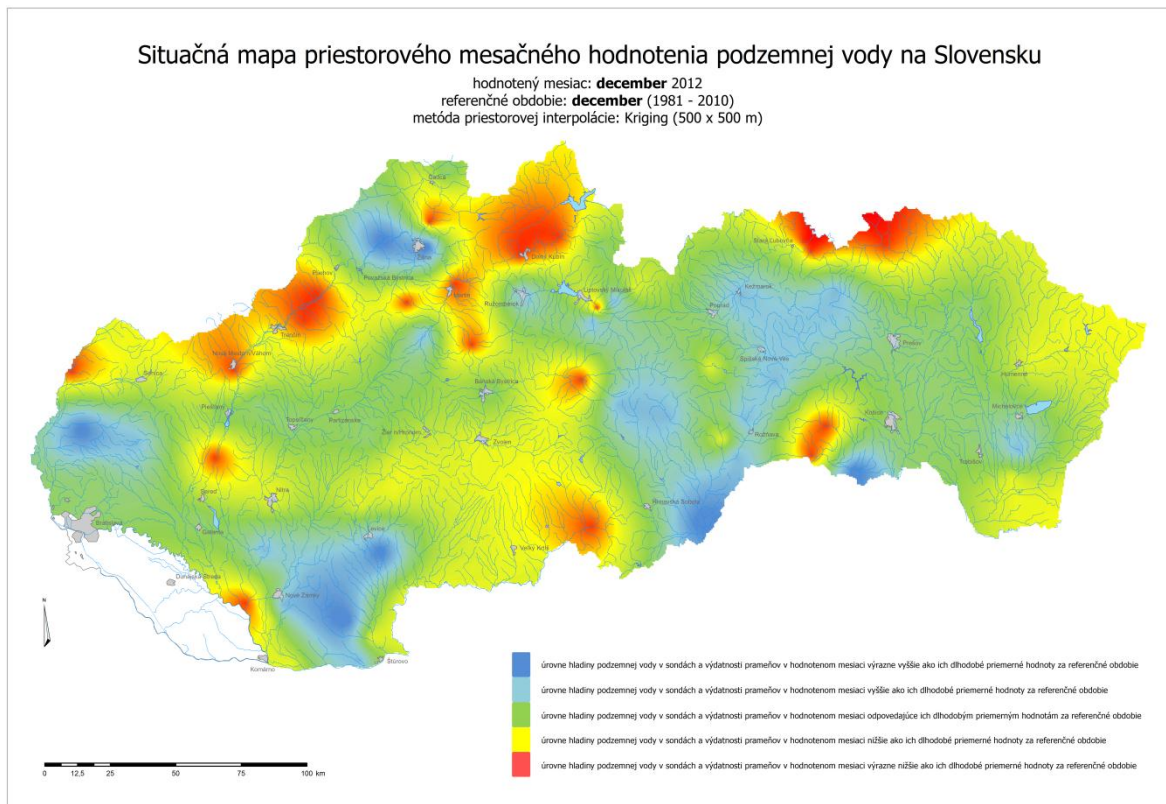 Situačná mapa priestorového mesačného hodnotenia podzemnej vody na Slovensku
hodnotený mesiac: december 2012
referenčné obdobie: december (1981 - 2010)
metóda priestorovej interpolácie: Kriging (500 x 500 m)
Čadca
Žilina
Dolný Kubín
Stará Ľubovňa
Púchov
Považská Bystrica
Martin
Ružomberok
Liptovský Mikuláš
Kežmarok
Poprad
Trenčín
Prešov
Nové Mesto n.Váhom
Spišská Nová Ves
Senica
Humenné
Banská Bystrica
Piešťany
Topoľčany
Partizánske
Michalovce
Košice
Žiar n/Hronom
Zvolen
Rožňava
Trebišov
Nitra
Sereď
Rimavská Sobota
Bratislava
Galanta
Levice
Veľký Krtíš
Dunajská Streda
Nové Zámky
N
Komárno
Štúrovo
úrovne hladiny podzemnej vody v sondách a výdatnosti prameňov v hodnotenom mesiaci výrazne vyššie ako ich dlhodobé priemerné hodnoty za referenčné obdobie
úrovne hladiny podzemnej vody v sondách a výdatnosti prameňov v hodnotenom mesiaci vyššie ako ich dlhodobé priemerné hodnoty za referenčné obdobie
úrovne hladiny podzemnej vody v sondách a výdatnosti prameňov v hodnotenom mesiaci odpovedajúce ich dlhodobým priemerným hodnotám za referenčné obdobie
úrovne hladiny podzemnej vody v sondách a výdatnosti prameňov v hodnotenom mesiaci nižšie ako ich dlhodobé priemerné hodnoty za referenčné obdobie
úrovne hladiny podzemnej vody v sondách a výdatnosti prameňov v hodnotenom mesiaci výrazne nižšie ako ich dlhodobé priemerné hodnoty za referenčné obdobie
0 12,5 25 50 75 100 km